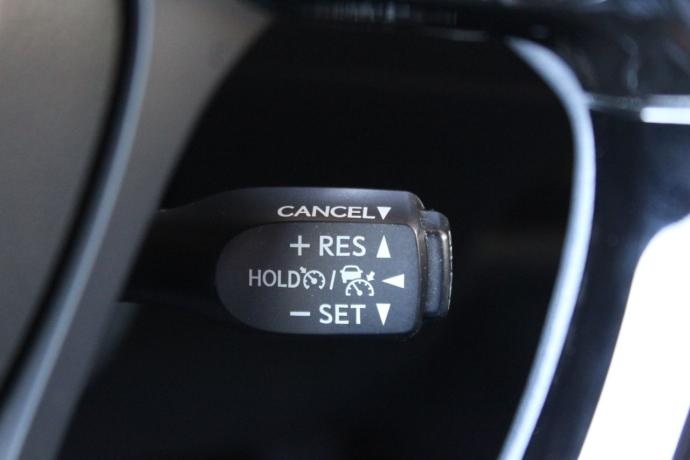 CANCEL▼
+ RES ▲
HOLD / ◀
− SET ▼